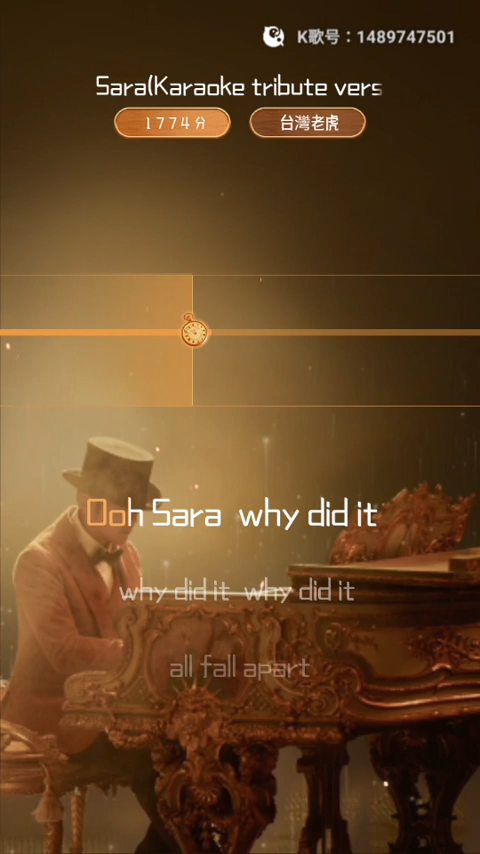 K歌号：1489747501
Sara(Karaoke tribute vers
1774分
台灣老虎
Ooh Sara why did it
why did it why did it
all fall apart